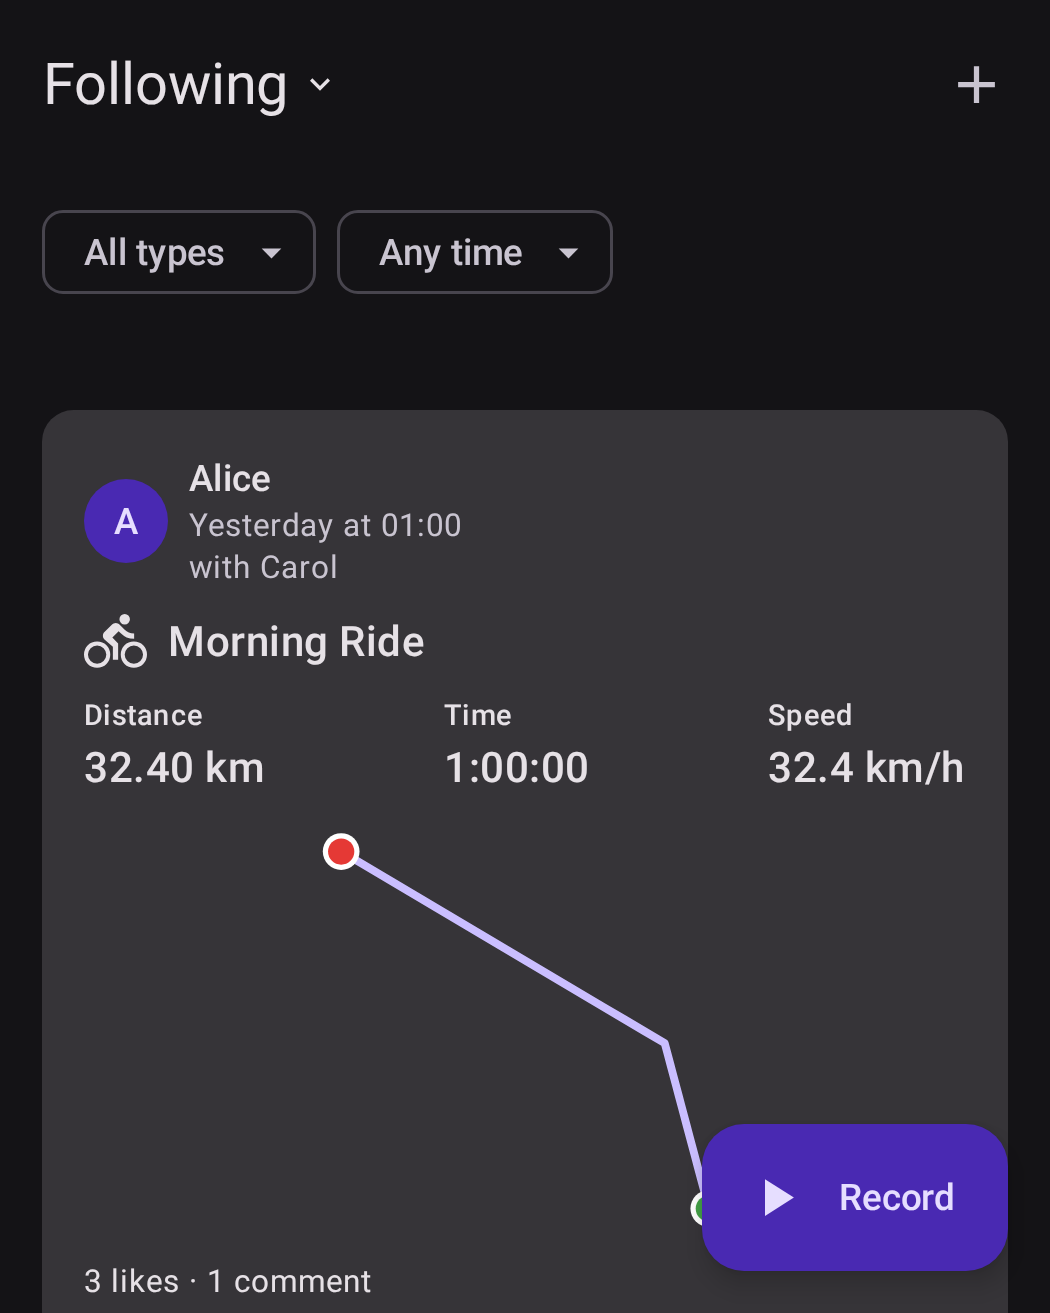 Following
All types
Any time
A
Alice
Yesterday at 01:00
with Carol
Morning Ride
Distance
Time
Speed
32.40 km
1:00:00
32.4 km/h
Record
3 likes · 1 comment